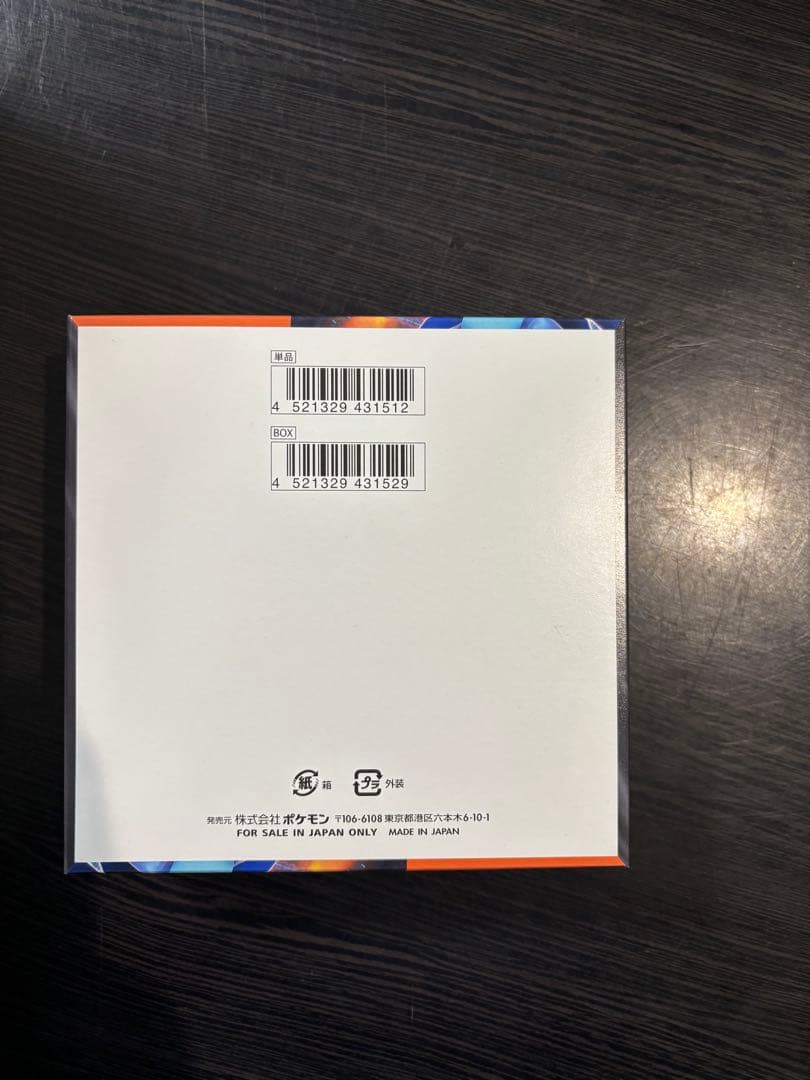 単品
4 521329 431512
BOX
4 521329 431529
紙 箱 プラ 外装
発売元 株式会社ポケモン 〒106-6108 東京都港区六本木6-10-1
FOR SALE IN JAPAN ONLY MADE IN JAPAN